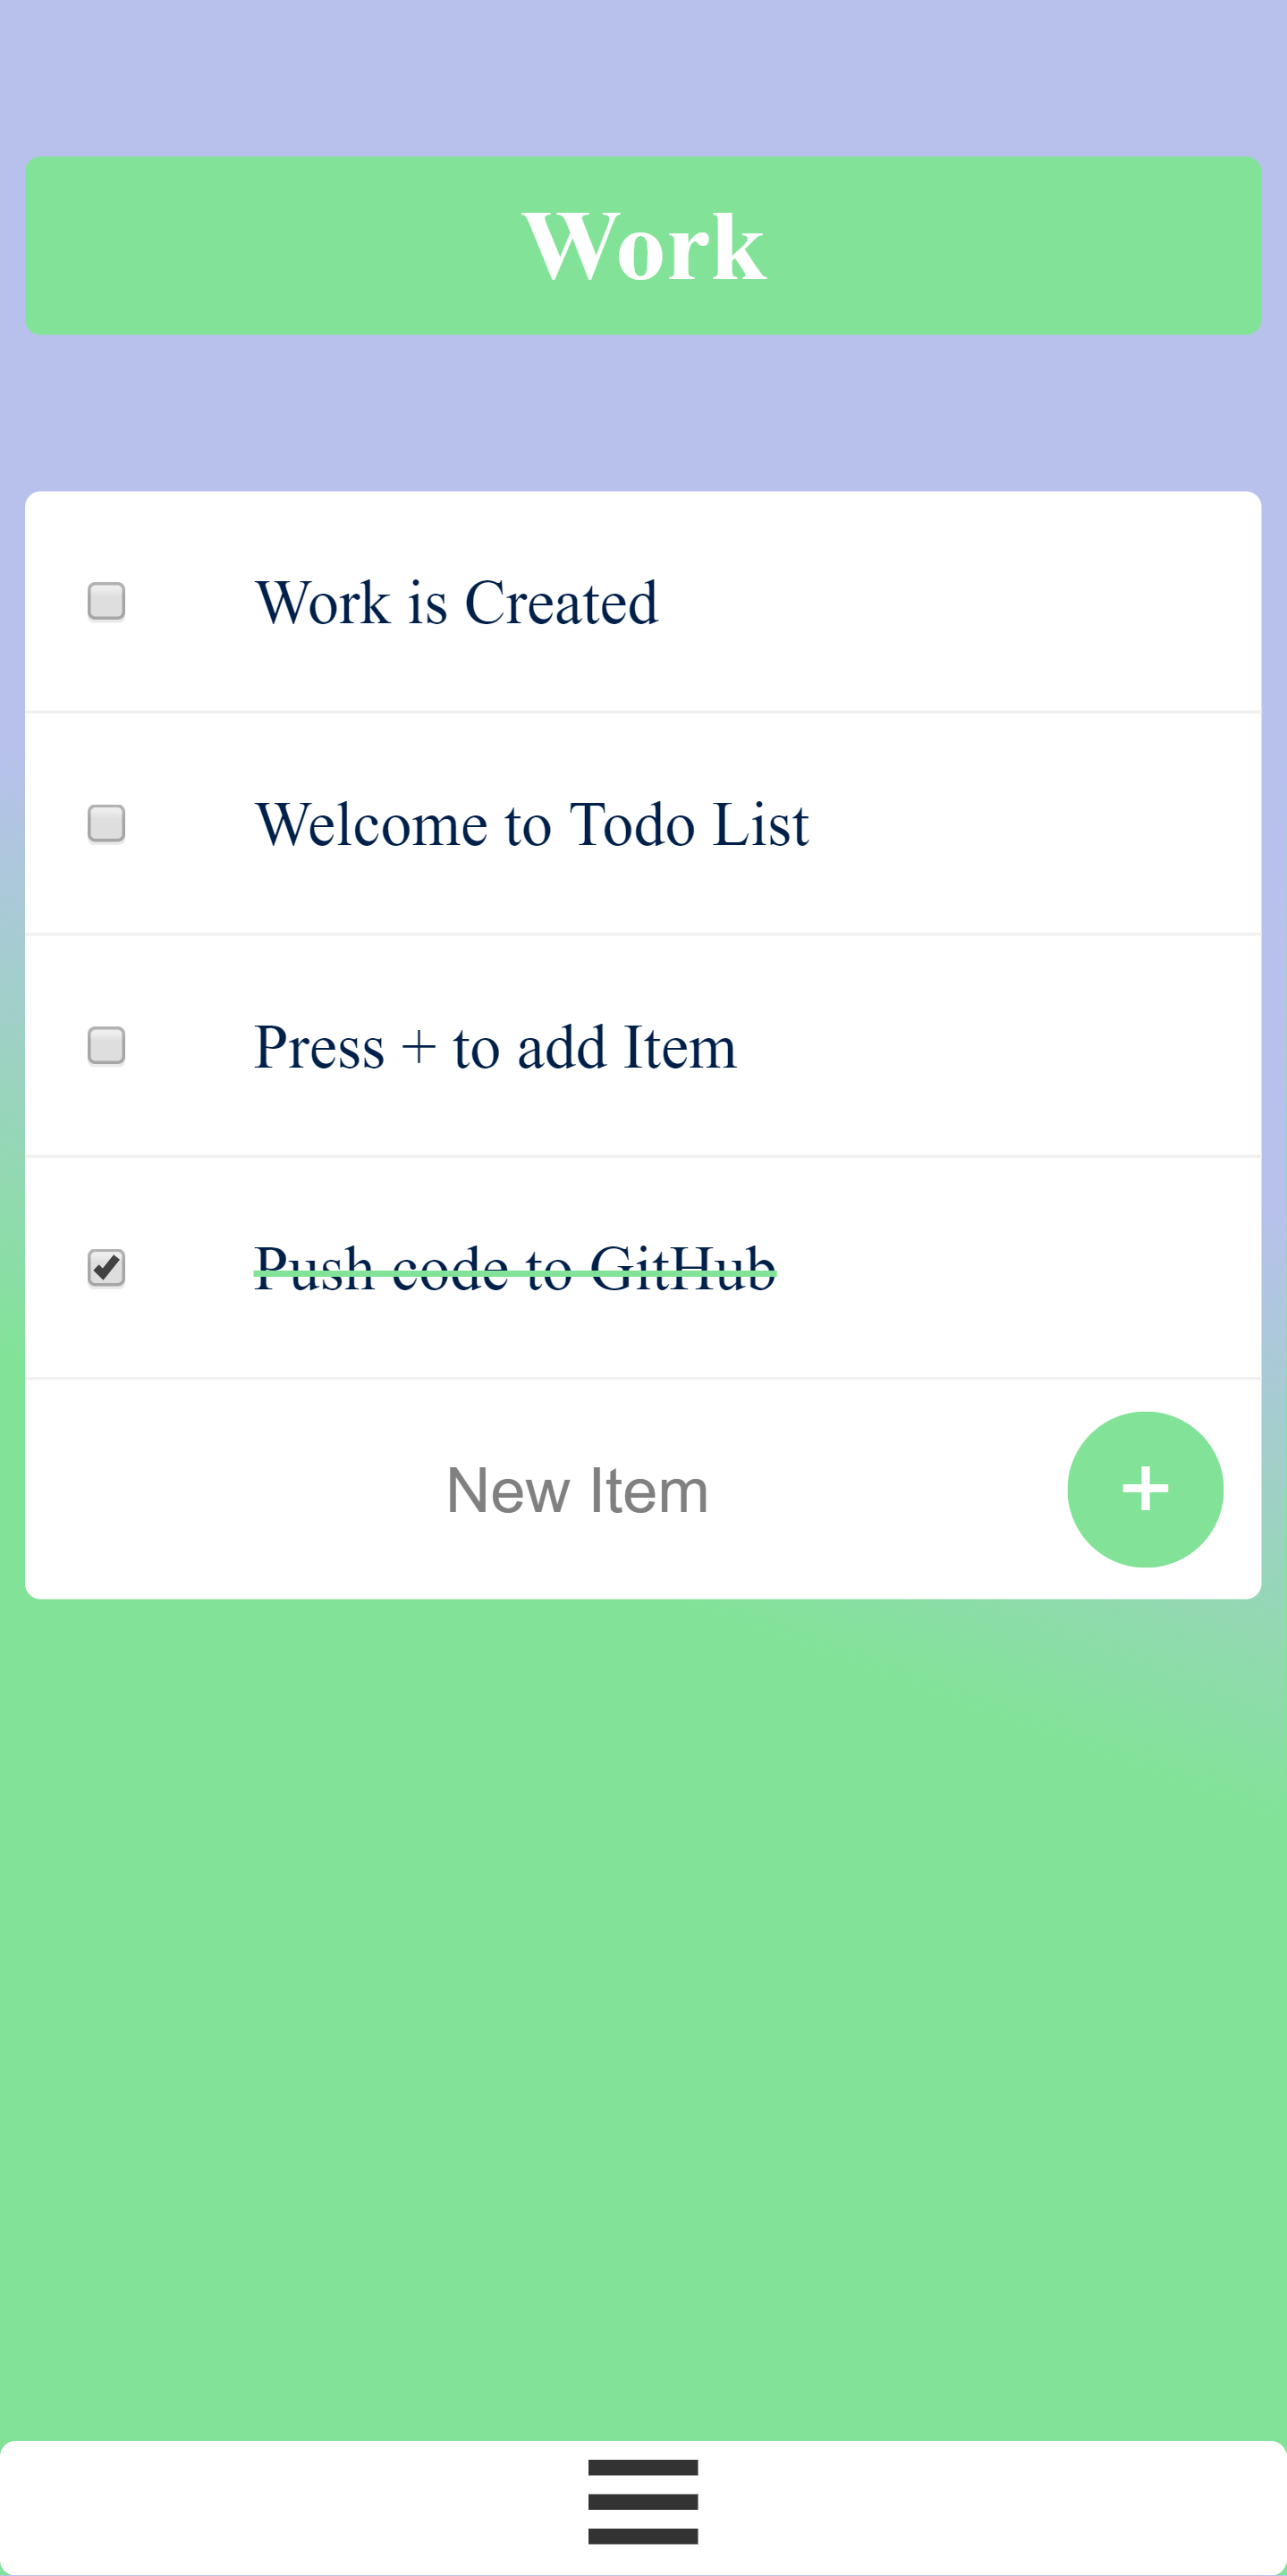 Work
Work is Created
Welcome to Todo List
Press + to add Item
Push code to GitHub
New Item
+